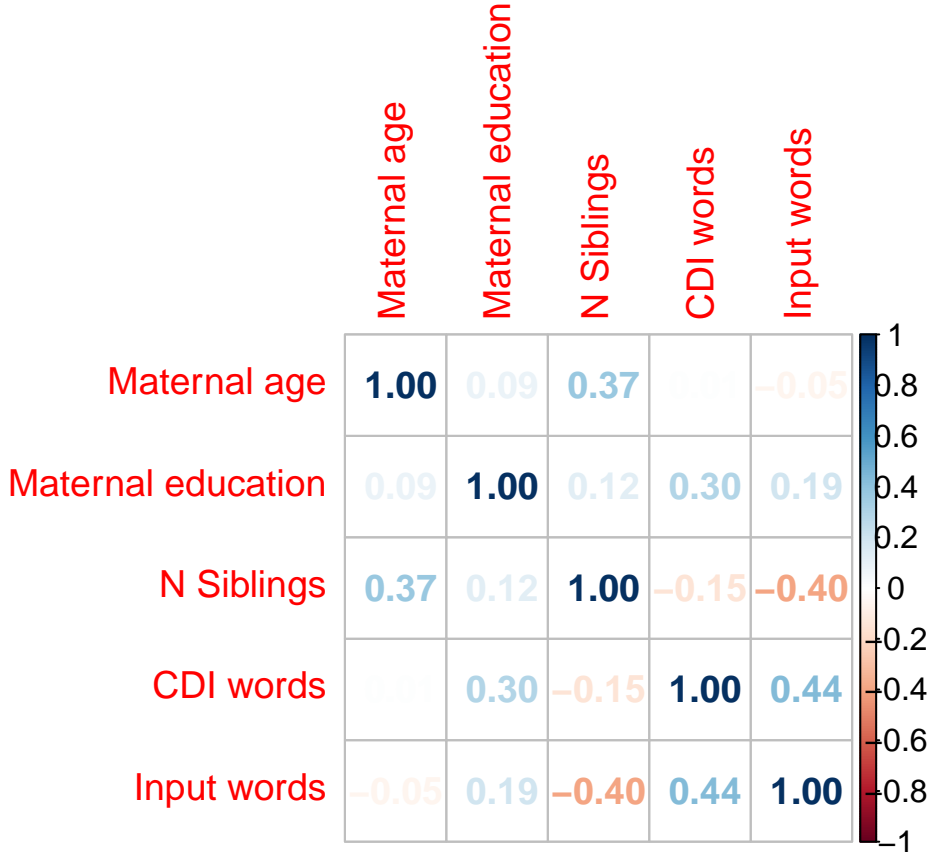 Maternal age
Maternal education
N Siblings
CDI words
Input words
Maternal age 1.00 0.09 0.37 −0.05
Maternal education 0.09 1.00 0.12 0.30 0.19
N Siblings 0.37 0.12 1.00 −0.15 −0.40
CDI words 0.30 −0.15 1.00 0.44
Input words −0.05 0.19 −0.40 0.44 1.00
1
0.8
0.6
0.4
0.2
0
−0.2
−0.4
−0.6
−0.8
−1